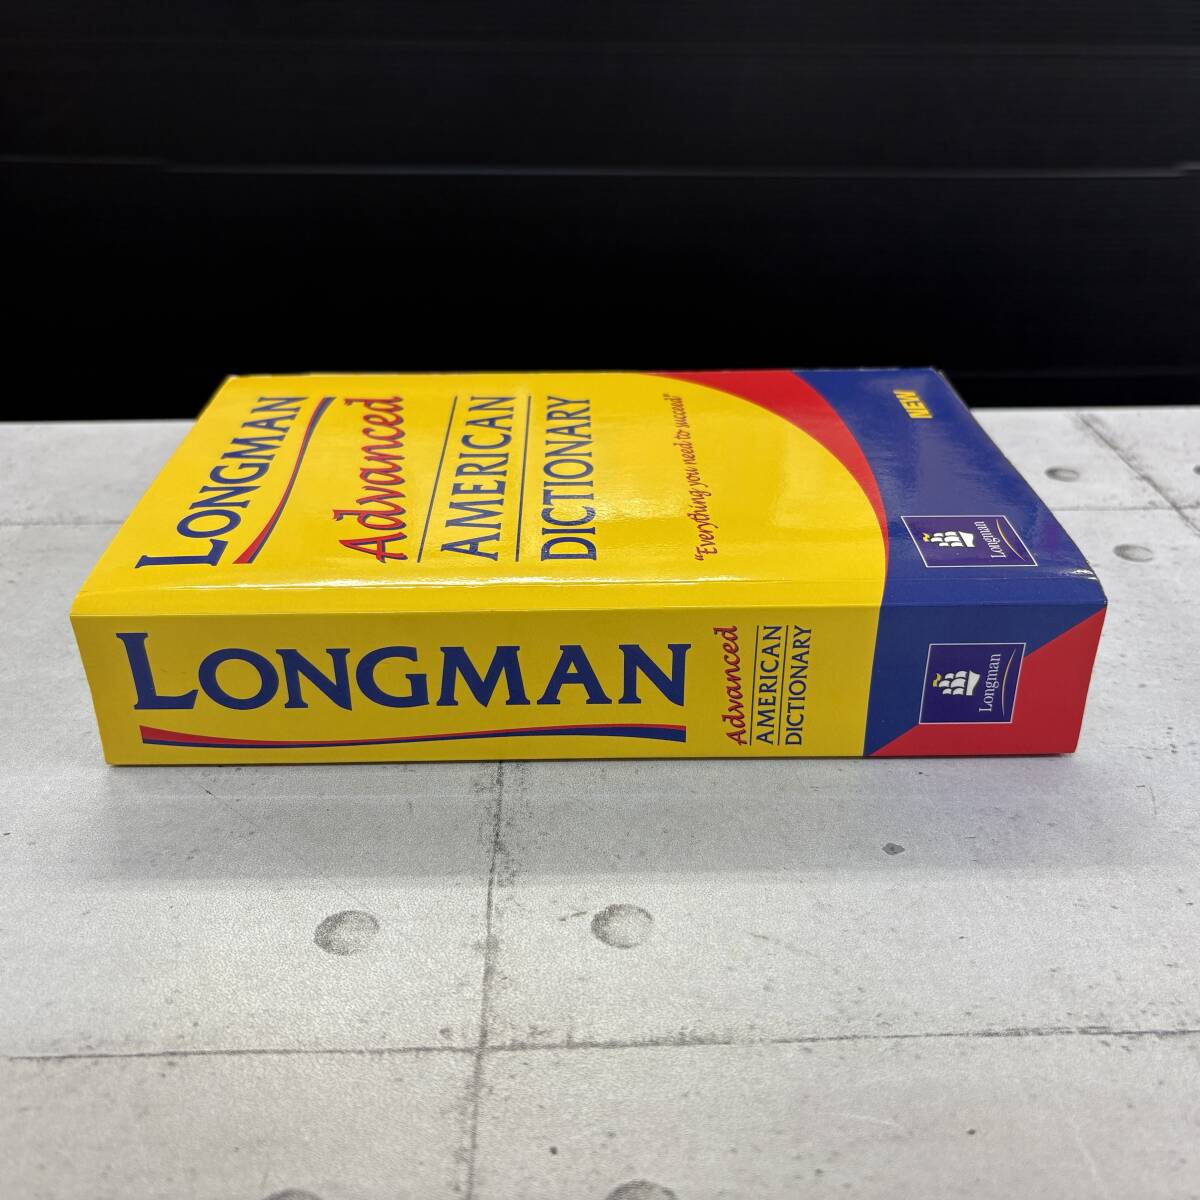 LONGMAN
Advanced
AMERICAN
DICTIONARY
"Everything you need to succeed"
NEW
Longman
LONGMAN
Advanced
AMERICAN
DICTIONARY
Longman